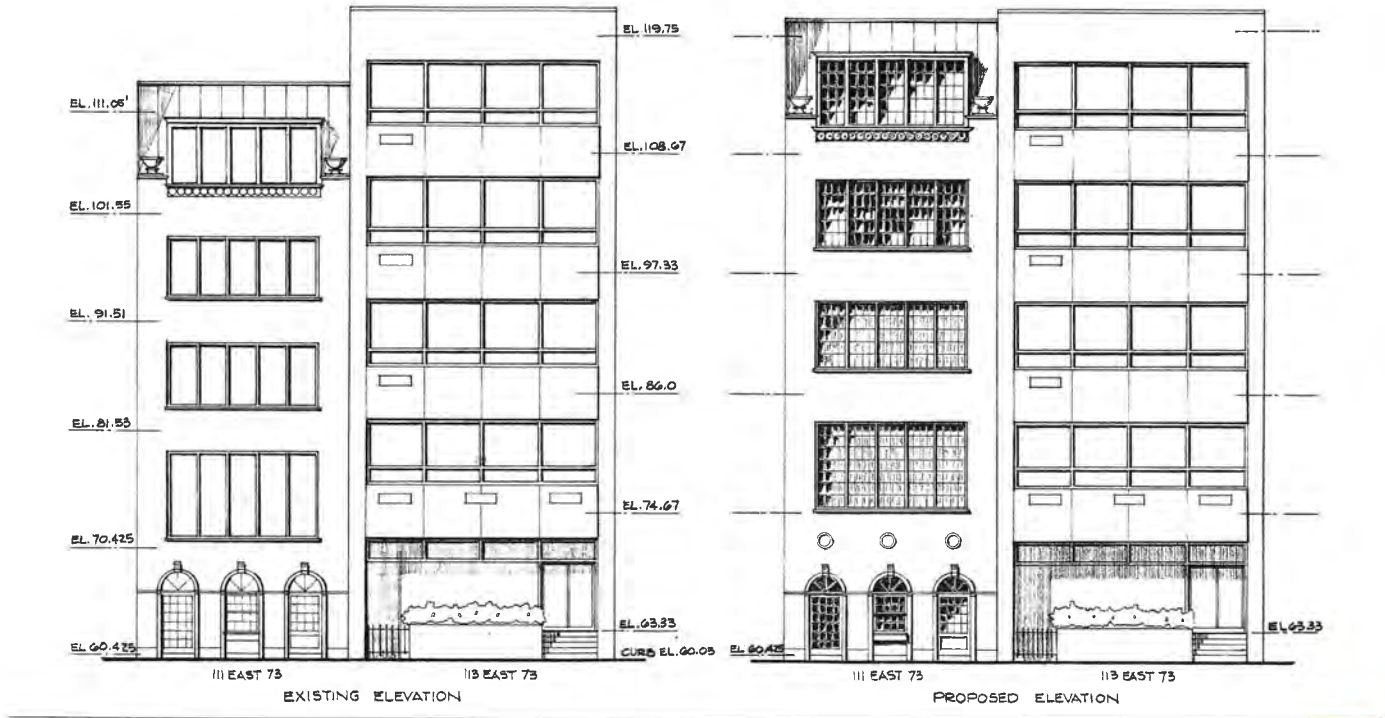 EL. 119.75
EL. 111.05'
EL. 108.67
EL. 101.55
EL. 97.33
EL. 91.51
EL. 86.0
EL. 81.53
EL. 74.67
EL. 70.425
EL. 63.33
EL 60.425
CURB EL. 60.03
111 EAST 73
113 EAST 73
EXISTING ELEVATION
EL. 63.33
EL 60.425
111 EAST 73
113 EAST 73
PROPOSED ELEVATION